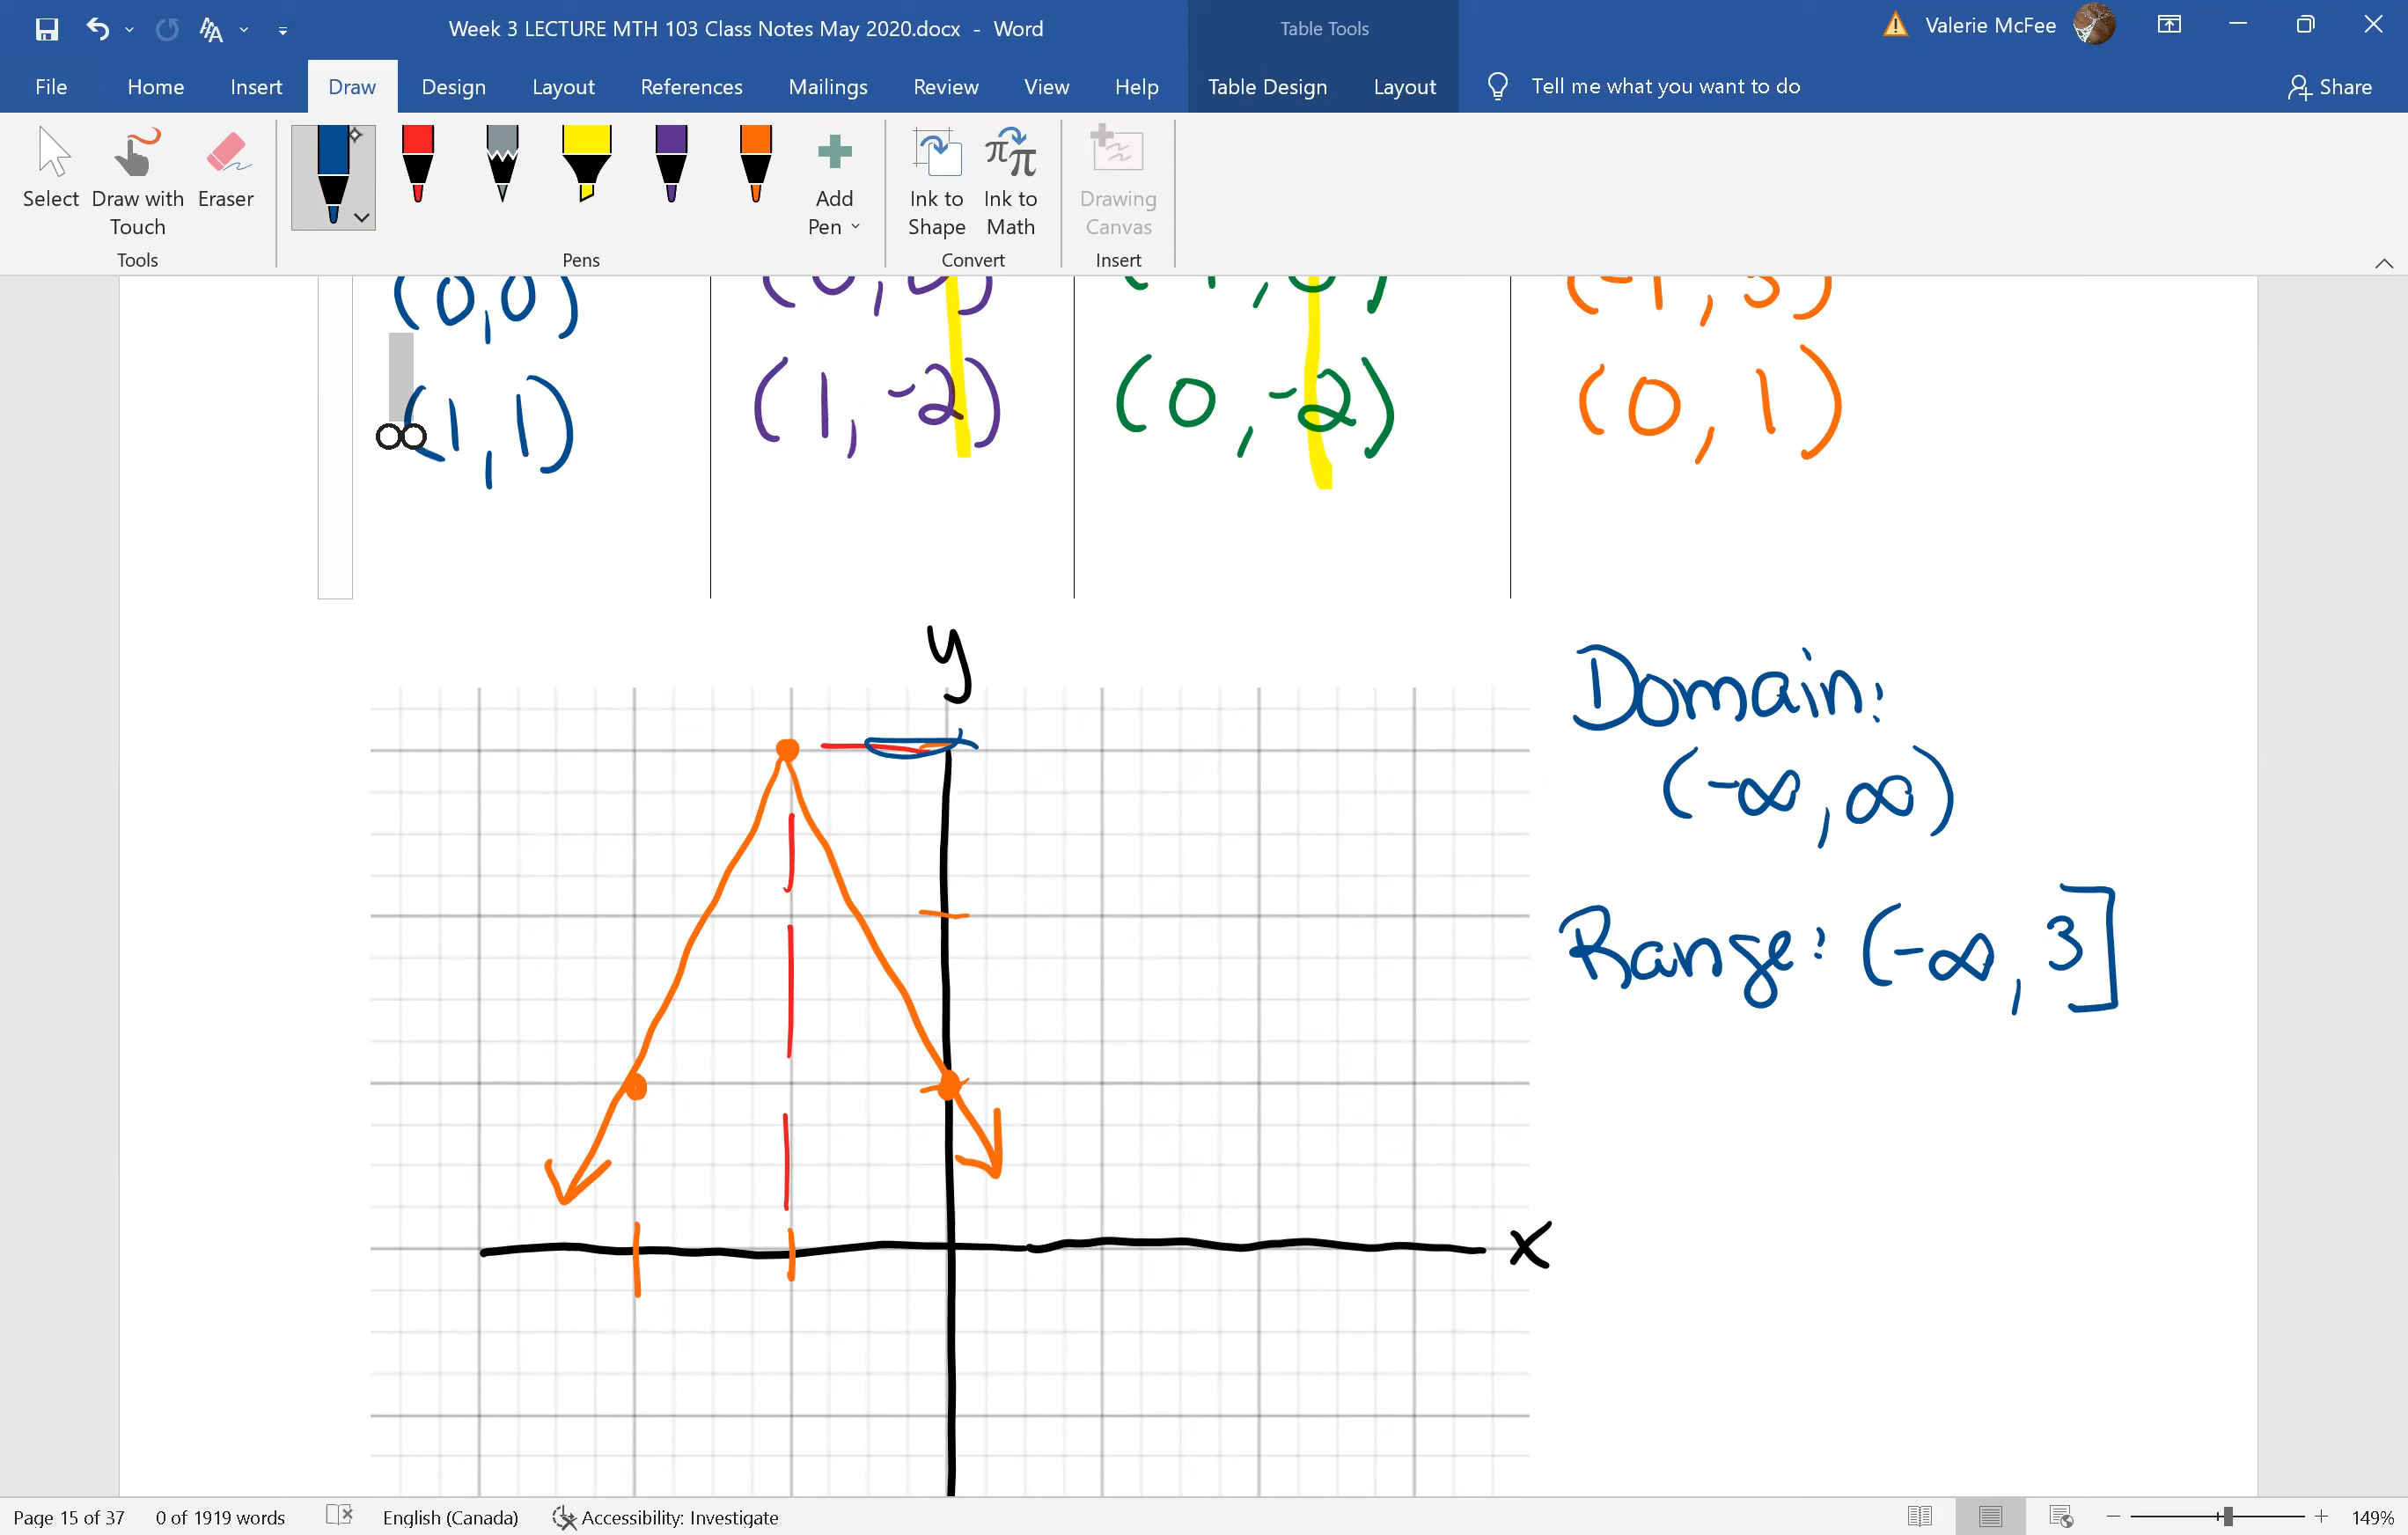 Week 3 LECTURE MTH 103 Class Notes May 2020.docx - Word
Table Tools
Valerie McFee
File Home Insert Draw Design Layout References Mailings Review View Help Table Design Layout Tell me what you want to do Share
Select Draw with Touch Eraser
Add Pen
Ink to Shape Ink to Math
Drawing Canvas
Tools Pens Convert Insert
(0,0) (-1, 3)
(1,1) (1,-2) (0,-2) (0, 1)
y
Domain:
(-∞,∞)
Range: (-∞, 3]
x
Page 15 of 37 0 of 1919 words English (Canada) Accessibility: Investigate 149%